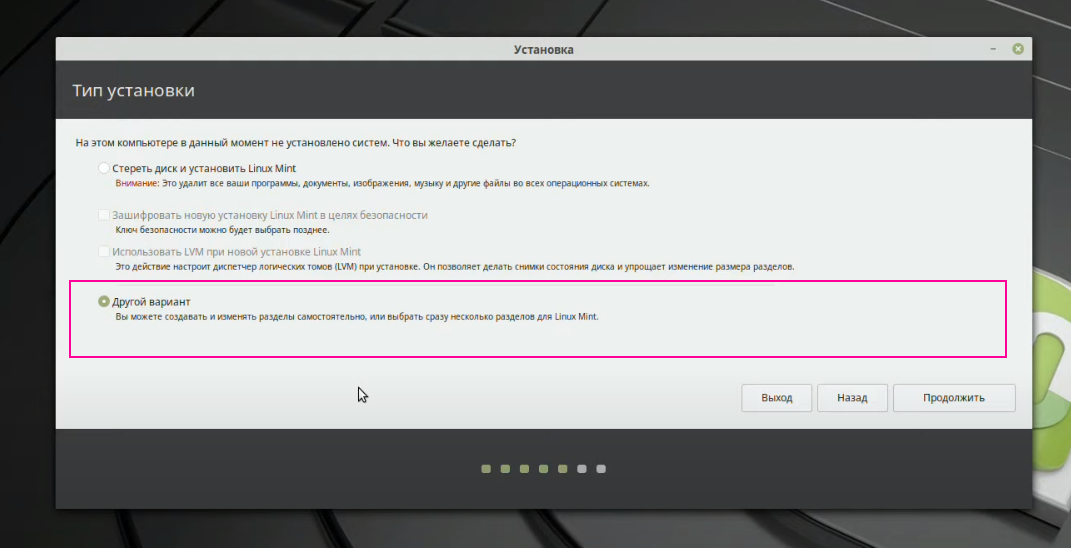 Установка
Тип установки
На этом компьютере в данный момент не установлено систем. Что вы желаете сделать?
Стереть диск и установить Linux Mint
Внимание: Это удалит все ваши программы, документы, изображения, музыку и другие файлы во всех операционных системах.
Зашифровать новую установку Linux Mint в целях безопасности
Ключ безопасности можно будет выбрать позднее.
Использовать LVM при новой установке Linux Mint
Это действие настроит диспетчер логических томов (LVM) при установке. Он позволяет делать снимки состояния диска и упрощает изменение размера разделов.
Другой вариант
Вы можете создавать и изменять разделы самостоятельно, или выбрать сразу несколько разделов для Linux Mint.
Выход
Назад
Продолжить